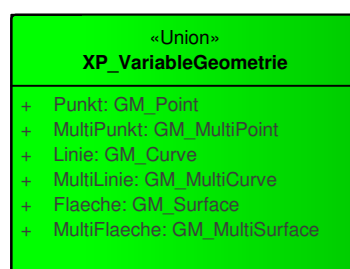 «Union»
XP_VariableGeometrie
+ Punkt: GM_Point
+ MultiPunkt: GM_MultiPoint
+ Linie: GM_Curve
+ MultiLinie: GM_MultiCurve
+ Flaeche: GM_Surface
+ MultiFlaeche: GM_MultiSurface